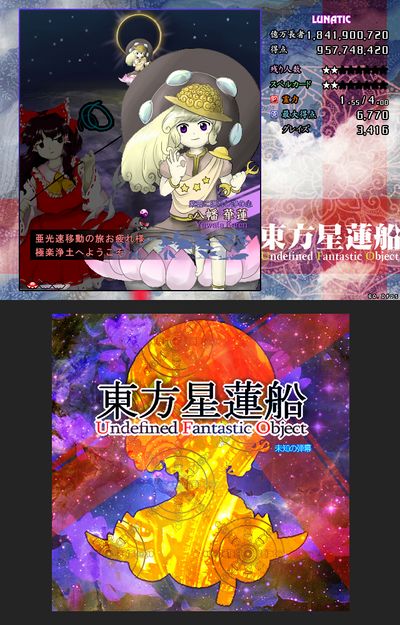 LUNATIC
億万長者 1,841,900,720
得点 957,748,420
残り人数 ★★★★★★★★
スペルカード ★★★★★★★★
霊力 1.55/4.00
最大得点 6,770
グレイズ 3,416
八幡 華蓮
Yawata Karen
亜光速移動の旅お疲れ様
極楽浄土へようこそ
東方星蓮船
Undefined Fantastic Object
60.0fps
東方星蓮船
Undefined Fantastic Object
未知の弾幕